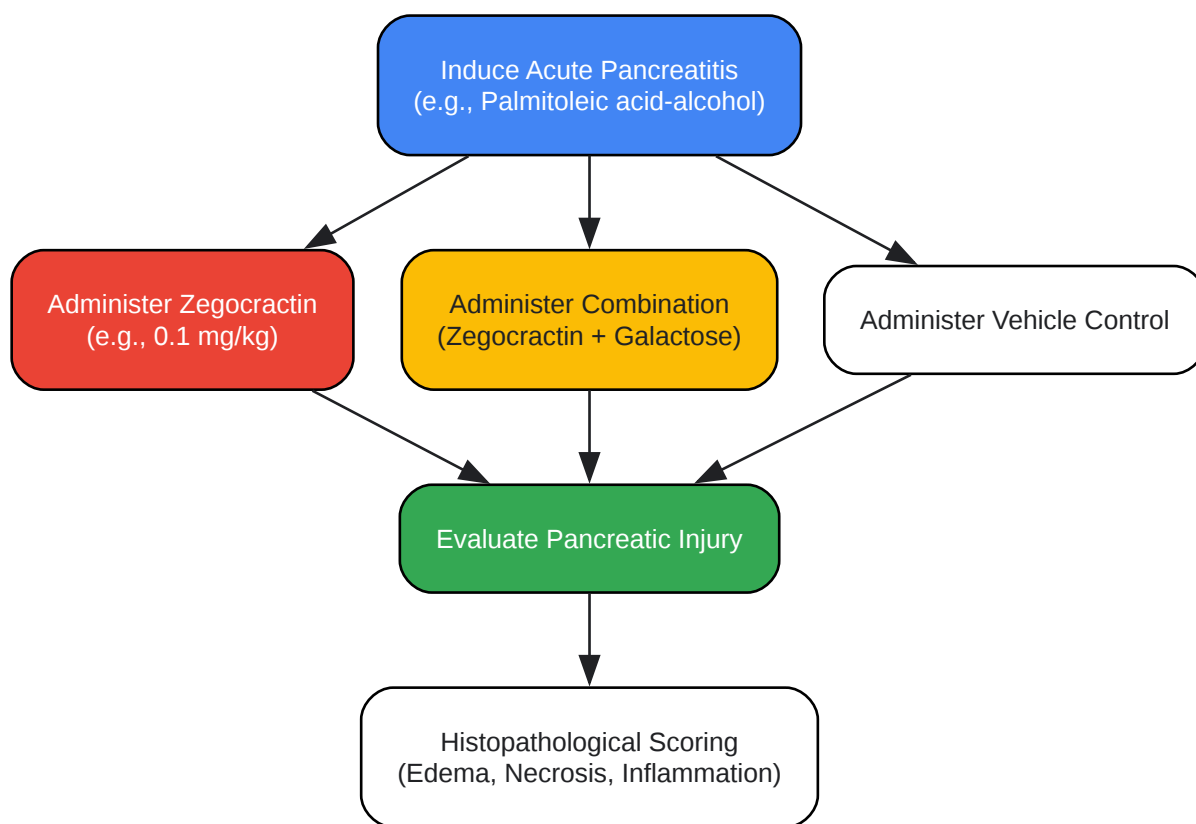 Induce Acute Pancreatitis
(e.g., Palmitoleic acid-alcohol)
Administer Zegocractin
(e.g., 0.1 mg/kg)
Administer Combination
(Zegocractin + Galactose)
Administer Vehicle Control
Evaluate Pancreatic Injury
Histopathological Scoring
(Edema, Necrosis, Inflammation)